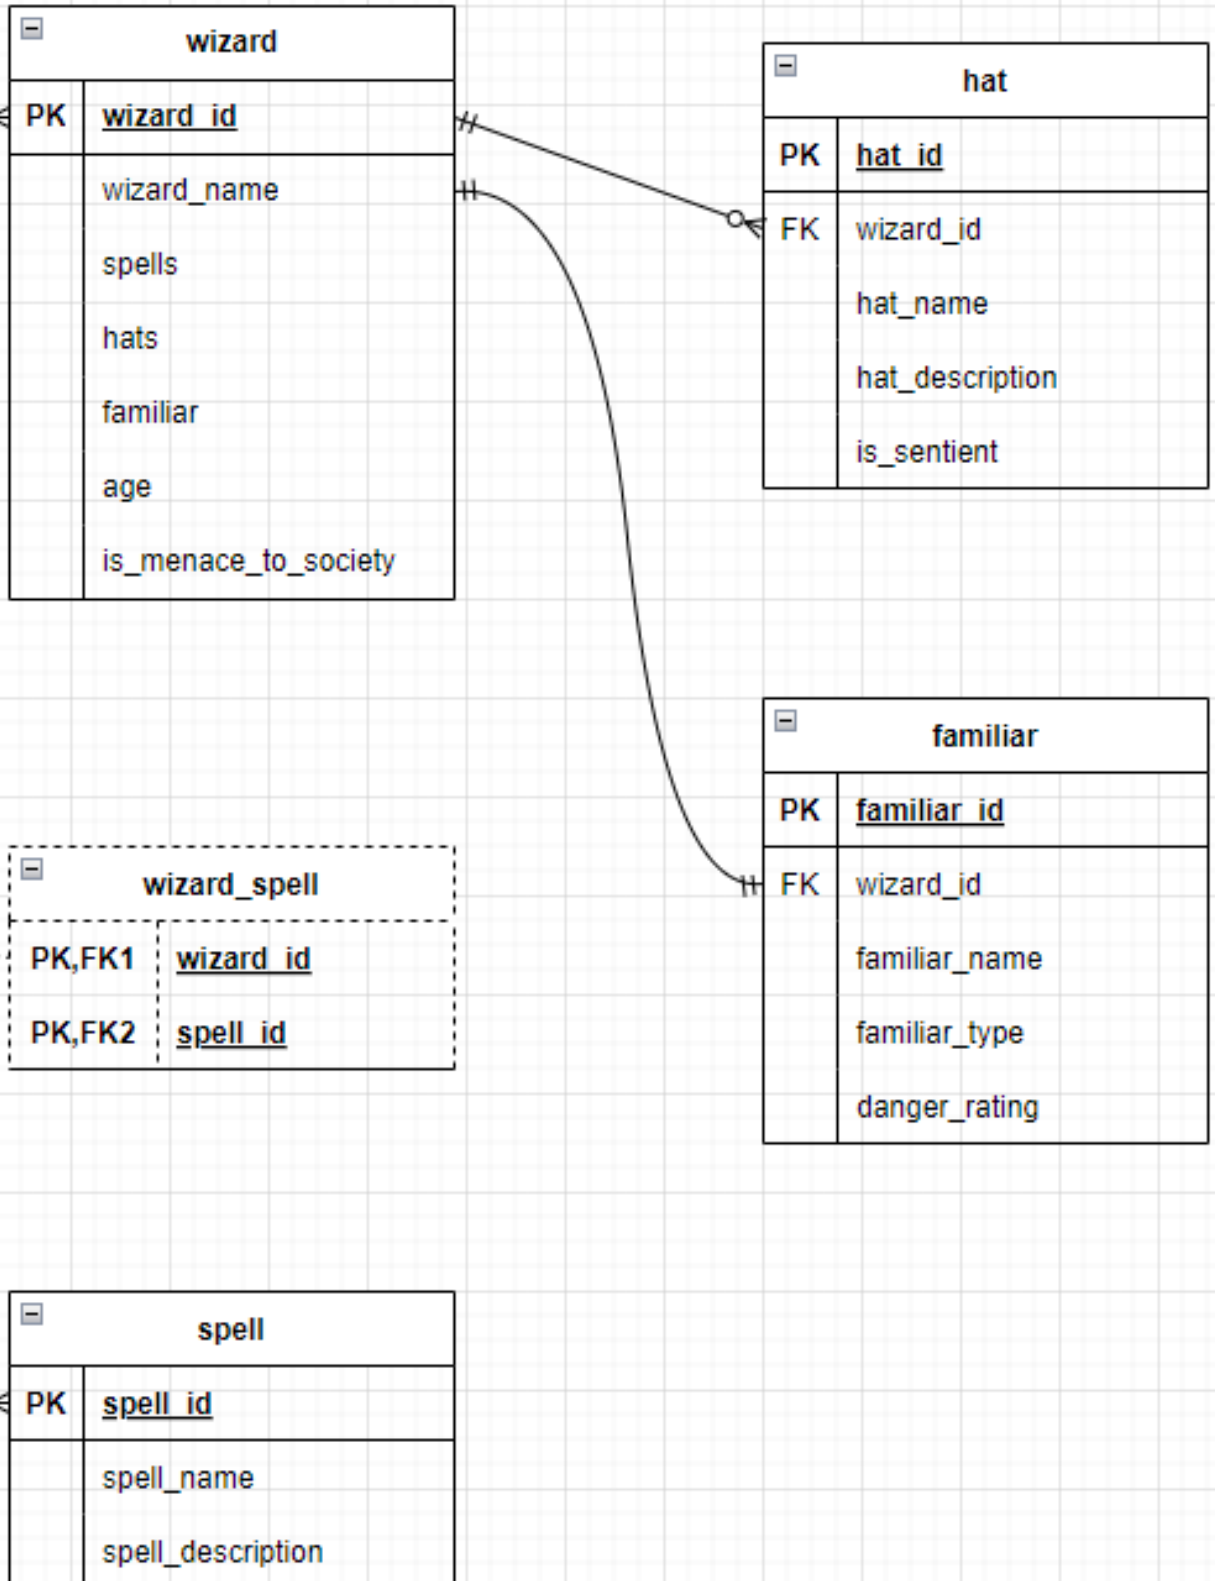 wizard
PK wizard_id
wizard_name
spells
hats
familiar
age
is_menace_to_society
hat
PK hat_id
FK wizard_id
hat_name
hat_description
is_sentient
familiar
PK familiar_id
FK wizard_id
familiar_name
familiar_type
danger_rating
wizard_spell
PK,FK1 wizard_id
PK,FK2 spell_id
spell
PK spell_id
spell_name
spell_description